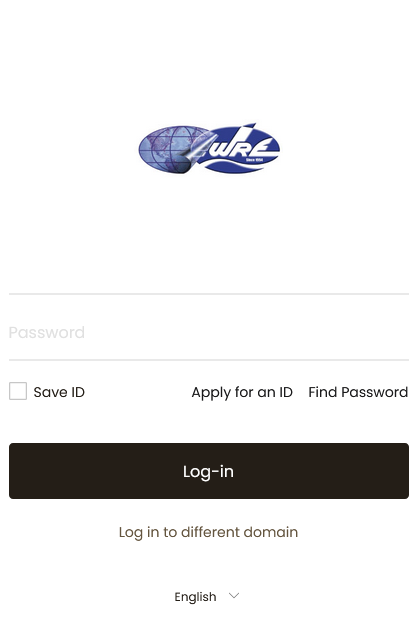 WRE
Since 1994
Password
Save ID
Apply for an ID
Find Password
Log-in
Log in to different domain
English